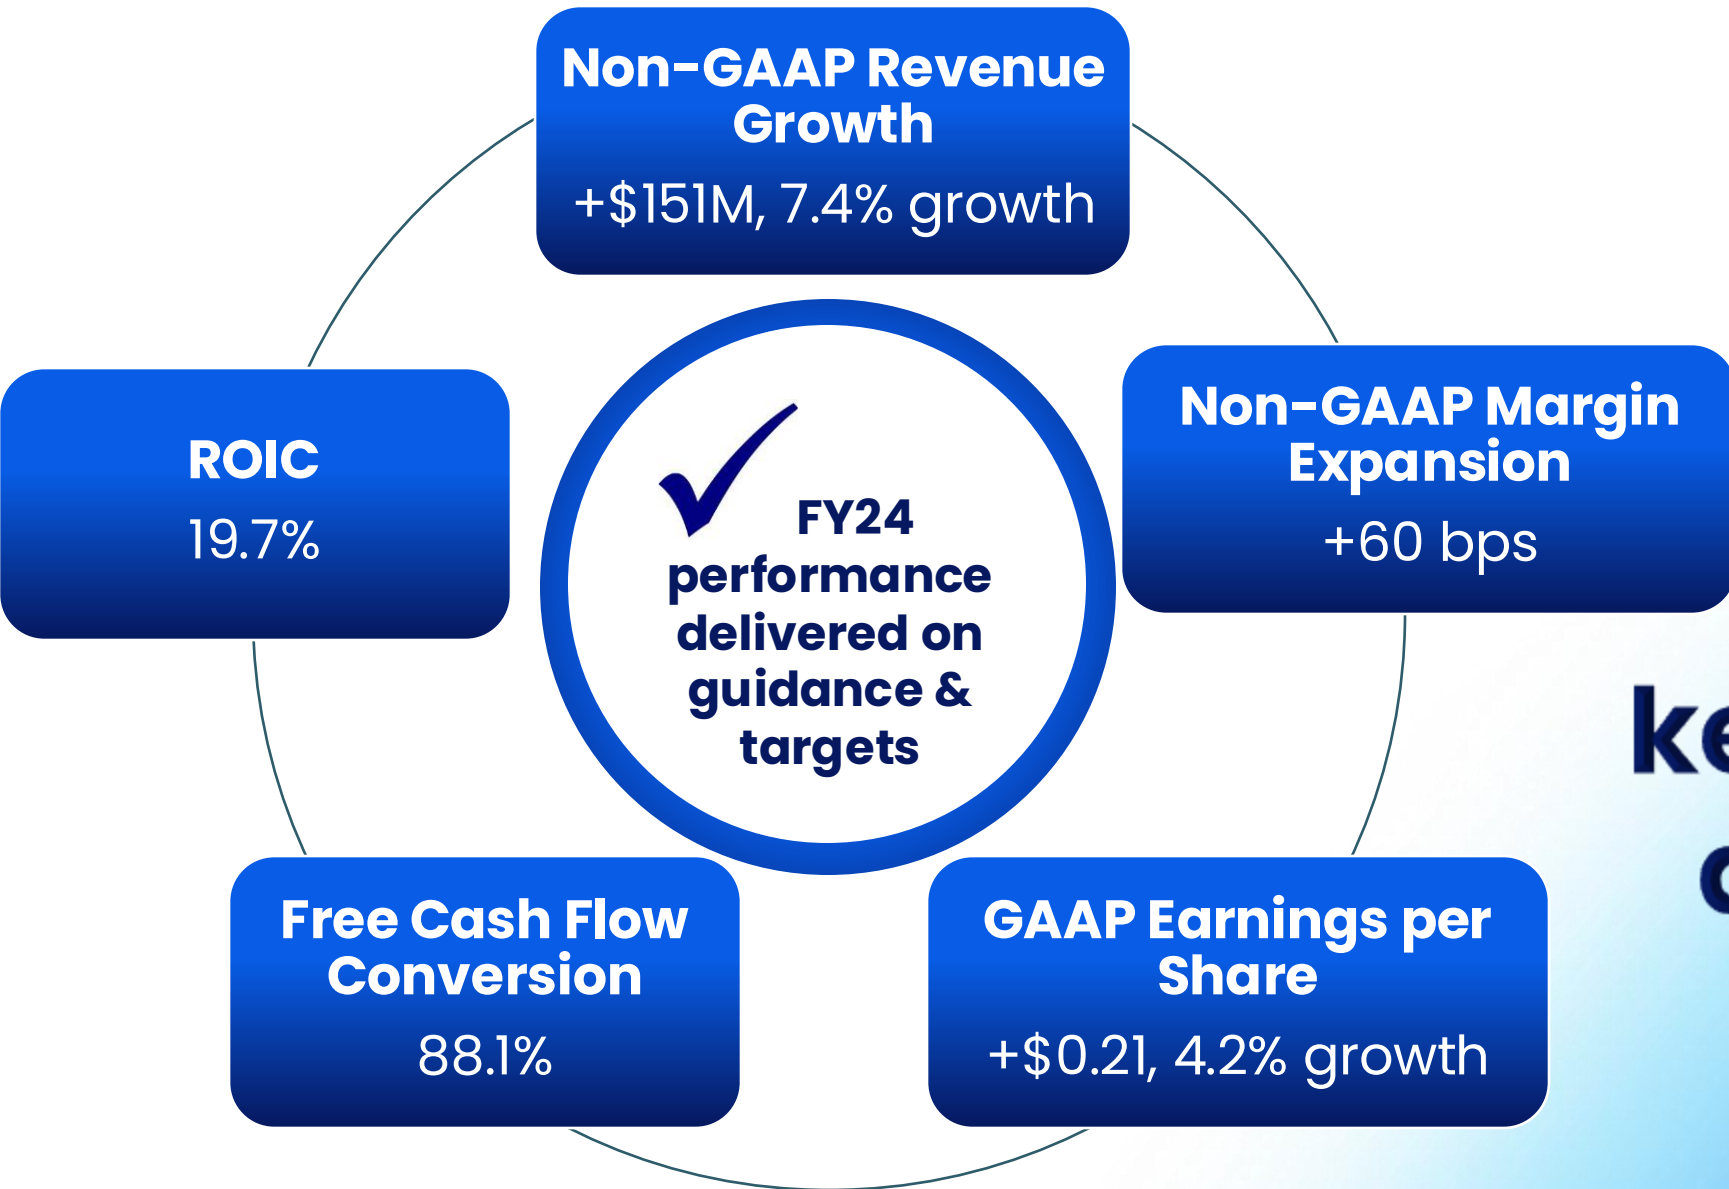 Non-GAAP Revenue
Growth
+$151M, 7.4% growth
Non-GAAP Margin
Expansion
+60 bps
ROIC
19.7%
FY24
performance
delivered on
guidance &
targets
Free Cash Flow
Conversion
88.1%
GAAP Earnings per
Share
+$0.21, 4.2% growth